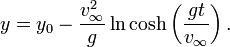 y = y_0 - \frac{v_\infty^2}{g} \ln \cosh \left( \frac{gt}{v_\infty} \right).